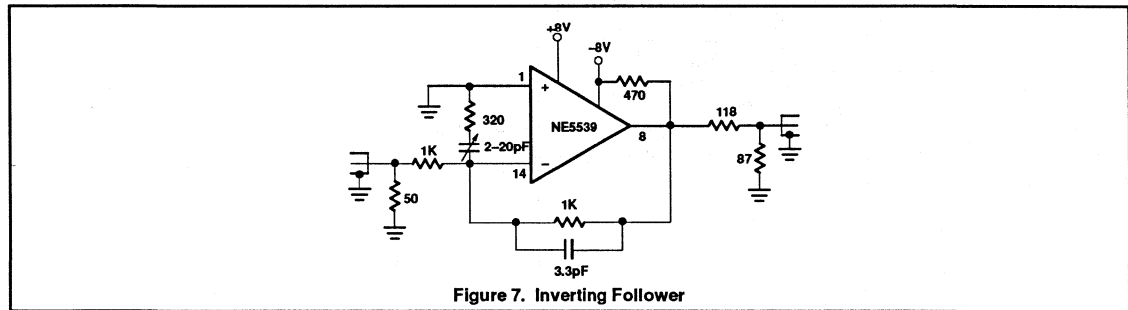 +8V
–8V
1
+
470
320
118
NE5539
8
2–20pF
1K
–
14
87
50
1K
3.3pF
Figure 7. Inverting Follower